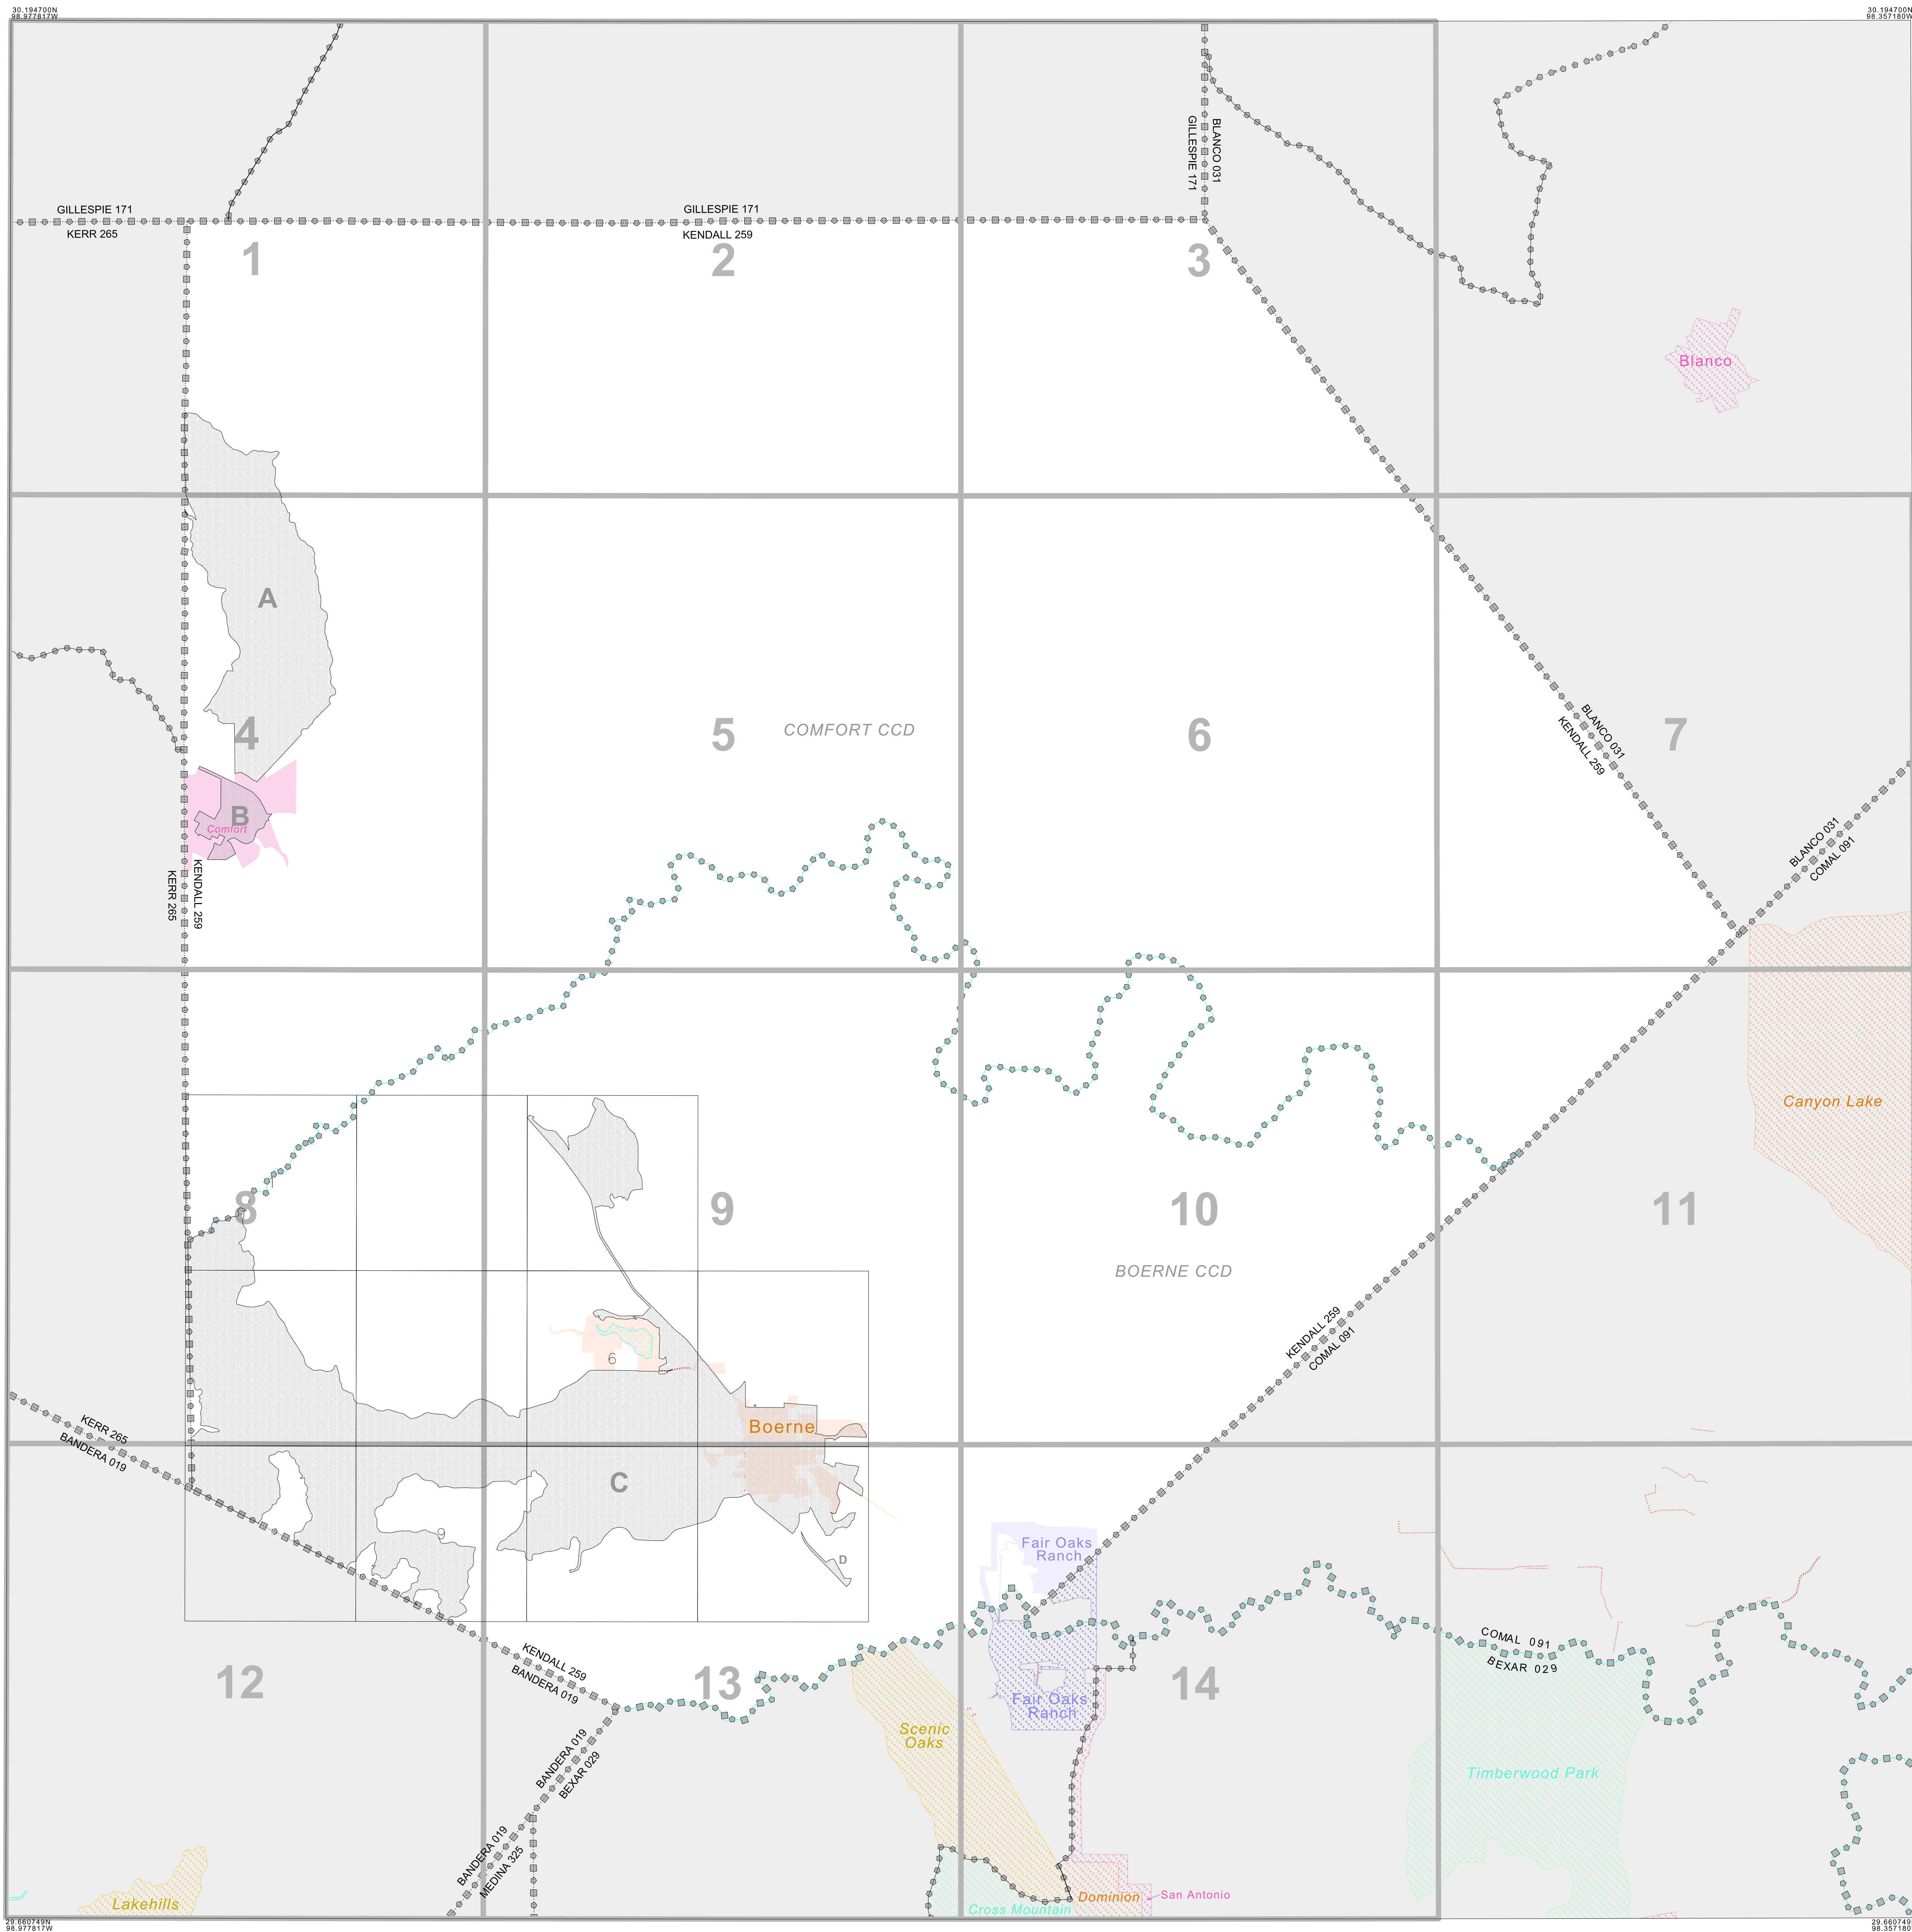 30.194700N
98.977817W
30.194700N
98.357180W
BLANCO 031
GILLESPIE 171
GILLESPIE 171
KERR 265
GILLESPIE 171
KENDALL 259
1
2
3
Blanco
A
4
5
COMFORT CCD
6
BLANCO 031
KENDALL 259
7
B
Comfort
KENDALL 259
KERR 265
BLANCO 031
COMAL 091
Canyon Lake
8
9
10
11
BOERNE CCD
KENDALL 259
COMAL 091
6
KERR 265
BANDERA 019
Boerne
C
9
D
Fair Oaks
Ranch
COMAL 091
BEXAR 029
KENDALL 259
BANDERA 019
12
13
14
Fair Oaks
Ranch
Scenic
Oaks
BANDERA 019
BEXAR 029
Timberwood Park
BANDERA 019
MEDINA 325
Lakehills
Dominion
San Antonio
Cross Mountain
29.660749N
98.977817W
29.660749N
98.357180W